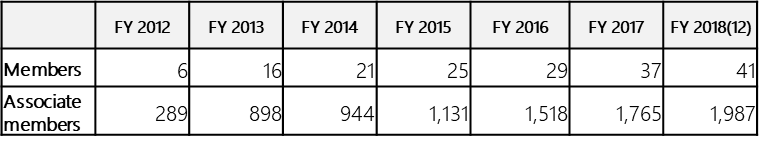 FY 2012 FY 2013 FY 2014 FY 2015 FY 2016 FY 2017 FY 2018(12)
Members 6 16 21 25 29 37 41
Associate
members 289 898 944 1,131 1,518 1,765 1,987